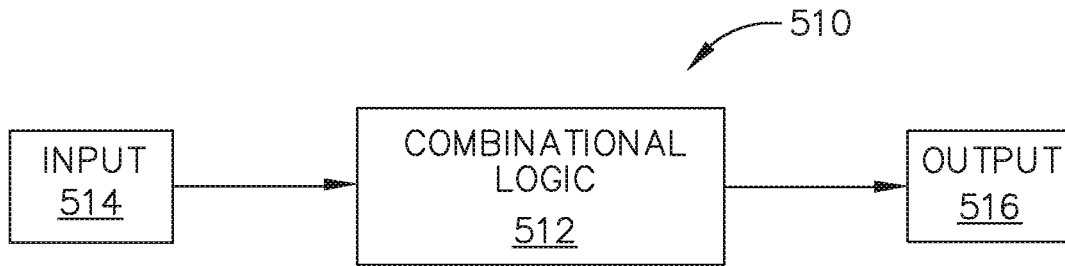 510
INPUT
514
COMBINATIONAL
LOGIC
512
OUTPUT
516